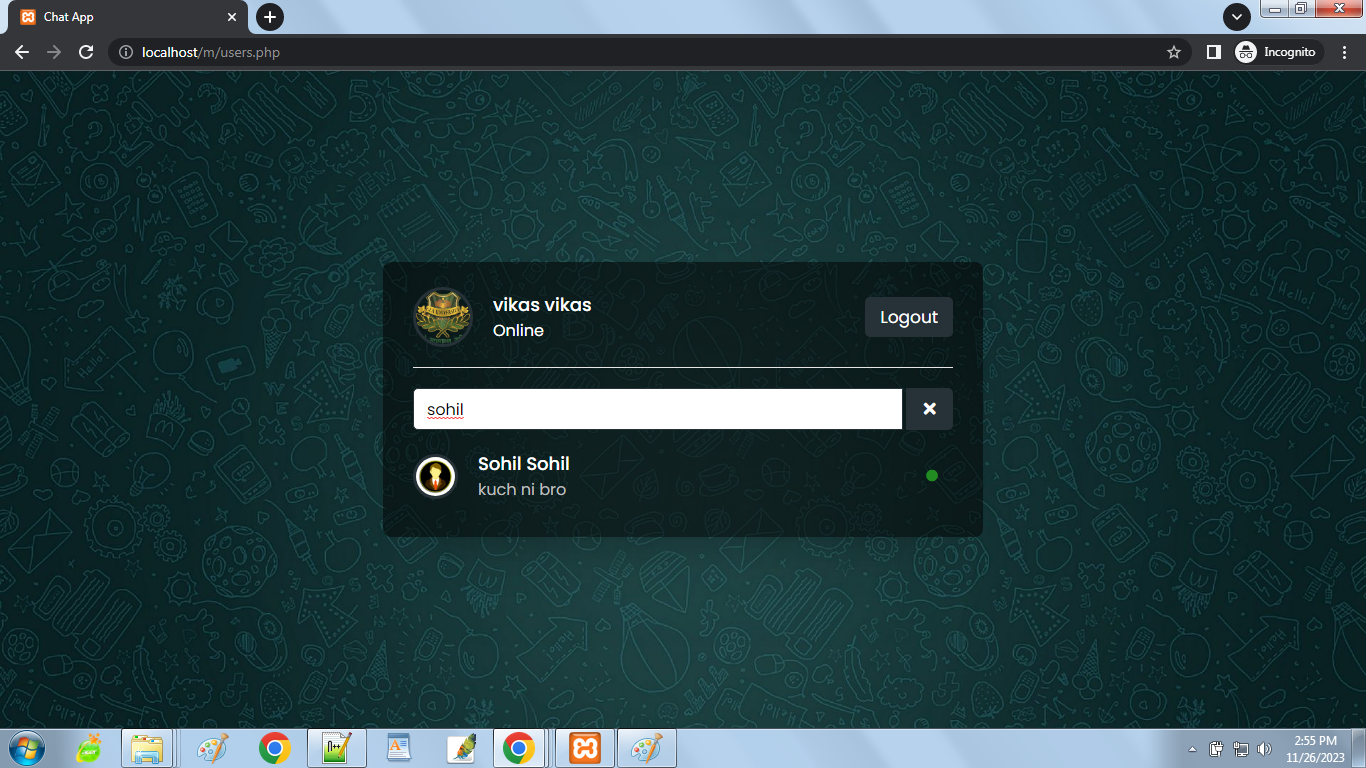 Chat App
localhost/m/users.php
Incognito
vikas vikas
Online
Logout
sohil
Sohil Sohil
kuch ni bro
2:55 PM
11/26/2023